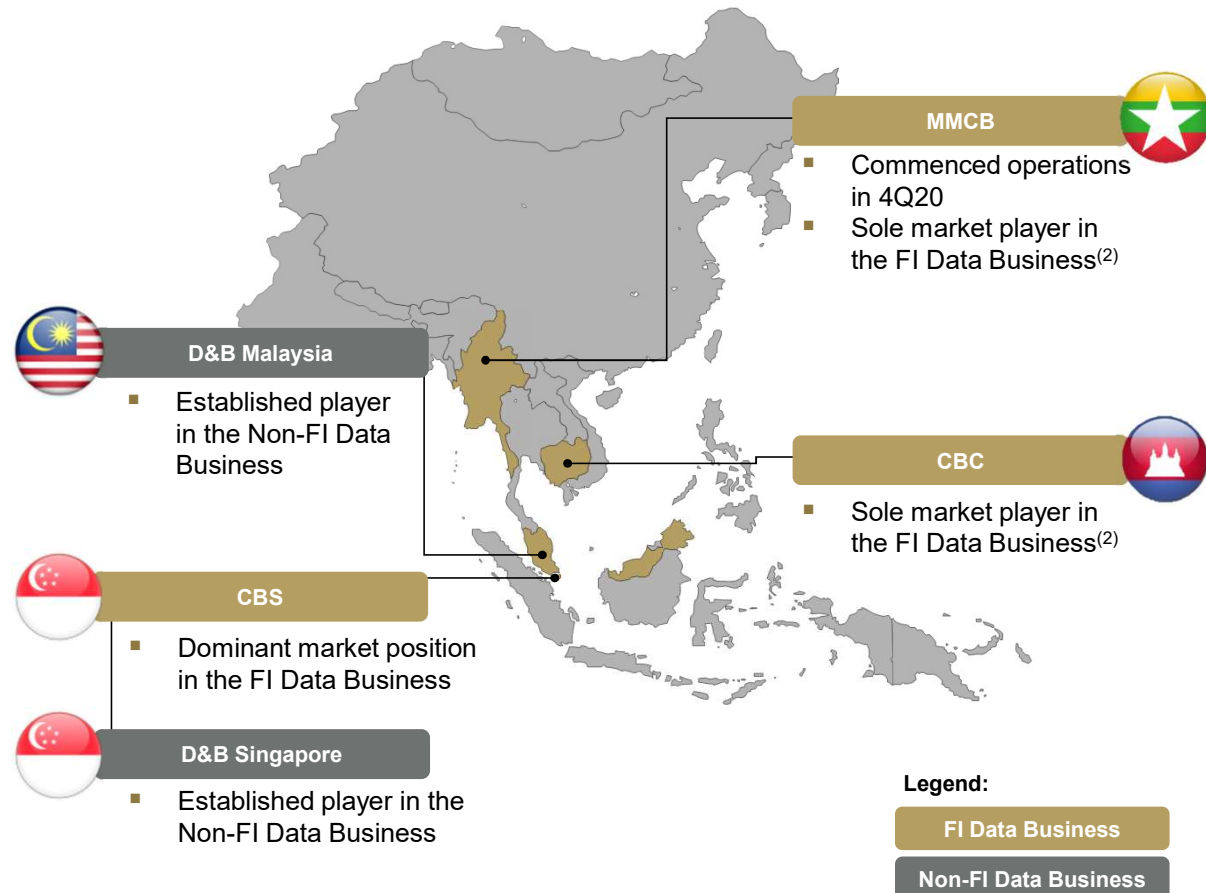 MMCB
Commenced operations
in 4Q20
Sole market player in
the FI Data Business(2)
D&B Malaysia
Established player
in the Non-FI Data
Business
CBC
Sole market player in
the FI Data Business(2)
CBS
Dominant market position
in the FI Data Business
D&B Singapore
Established player in the
Non-FI Data Business
Legend:
FI Data Business
Non-FI Data Business